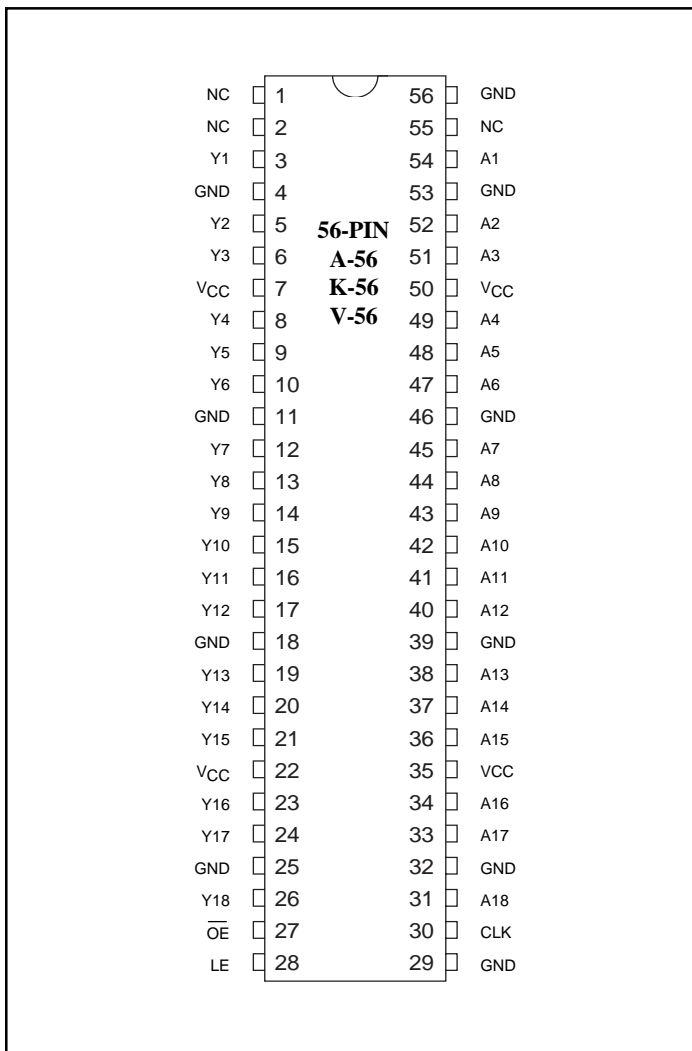 NC 1 56 GND
NC 2 55 NC
Y1 3 54 A1
GND 4 53 GND
Y2 5 56-PIN 52 A2
Y3 6 A-56 51 A3
VCC 7 K-56 50 VCC
Y4 8 V-56 49 A4
Y5 9 48 A5
Y6 10 47 A6
GND 11 46 GND
Y7 12 45 A7
Y8 13 44 A8
Y9 14 43 A9
Y10 15 42 A10
Y11 16 41 A11
Y12 17 40 A12
GND 18 39 GND
Y13 19 38 A13
Y14 20 37 A14
Y15 21 36 A15
VCC 22 35 VCC
Y16 23 34 A16
Y17 24 33 A17
GND 25 32 GND
Y18 26 31 A18
O̅E̅ 27 30 CLK
LE 28 29 GND